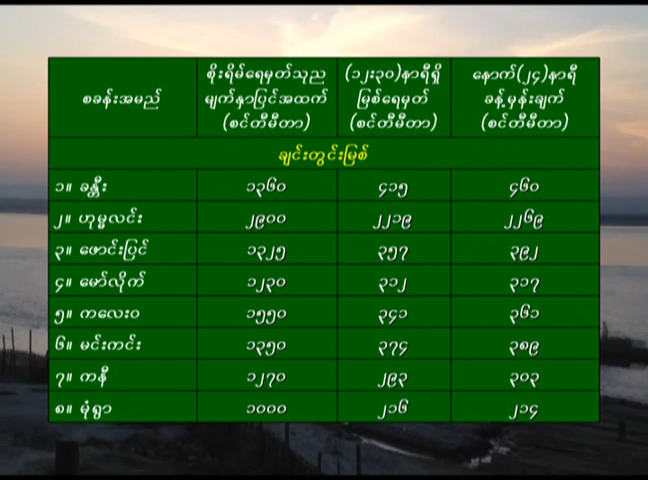 စခန်းအမည်
စိုးရိမ်ရေမှတ်သုည
မျက်နှာပြင်အထက်
(စင်တီမီတာ)
(၁၂း၃၀)နာရီရှိ
မြစ်ရေမှတ်
(စင်တီမီတာ)
နောက်(၂၄)နာရီ
ခန့်မှန်းချက်
(စင်တီမီတာ)
ချင်းတွင်းမြစ်
၁။ ခန္တီး ၁၃၆၀ ၄၁၅ ၄၆၀
၂။ ဟုမ္မလင်း ၂၉၀၀ ၂၂၁၉ ၂၂၆၉
၃။ ဖောင်းပြင် ၁၃၂၅ ၃၅၇ ၃၉၂
၄။ မော်လိုက် ၁၂၃၀ ၃၁၂ ၃၁၇
၅။ ကလေးဝ ၁၅၅၀ ၃၄၁ ၃၆၁
၆။ မင်းကင်း ၁၃၅၀ ၃၇၄ ၃၈၉
၇။ ကနီ ၁၂၇၀ ၂၉၃ ၃၀၃
၈။ မုံရွာ ၁၀၀၀ ၂၁၆ ၂၁၄